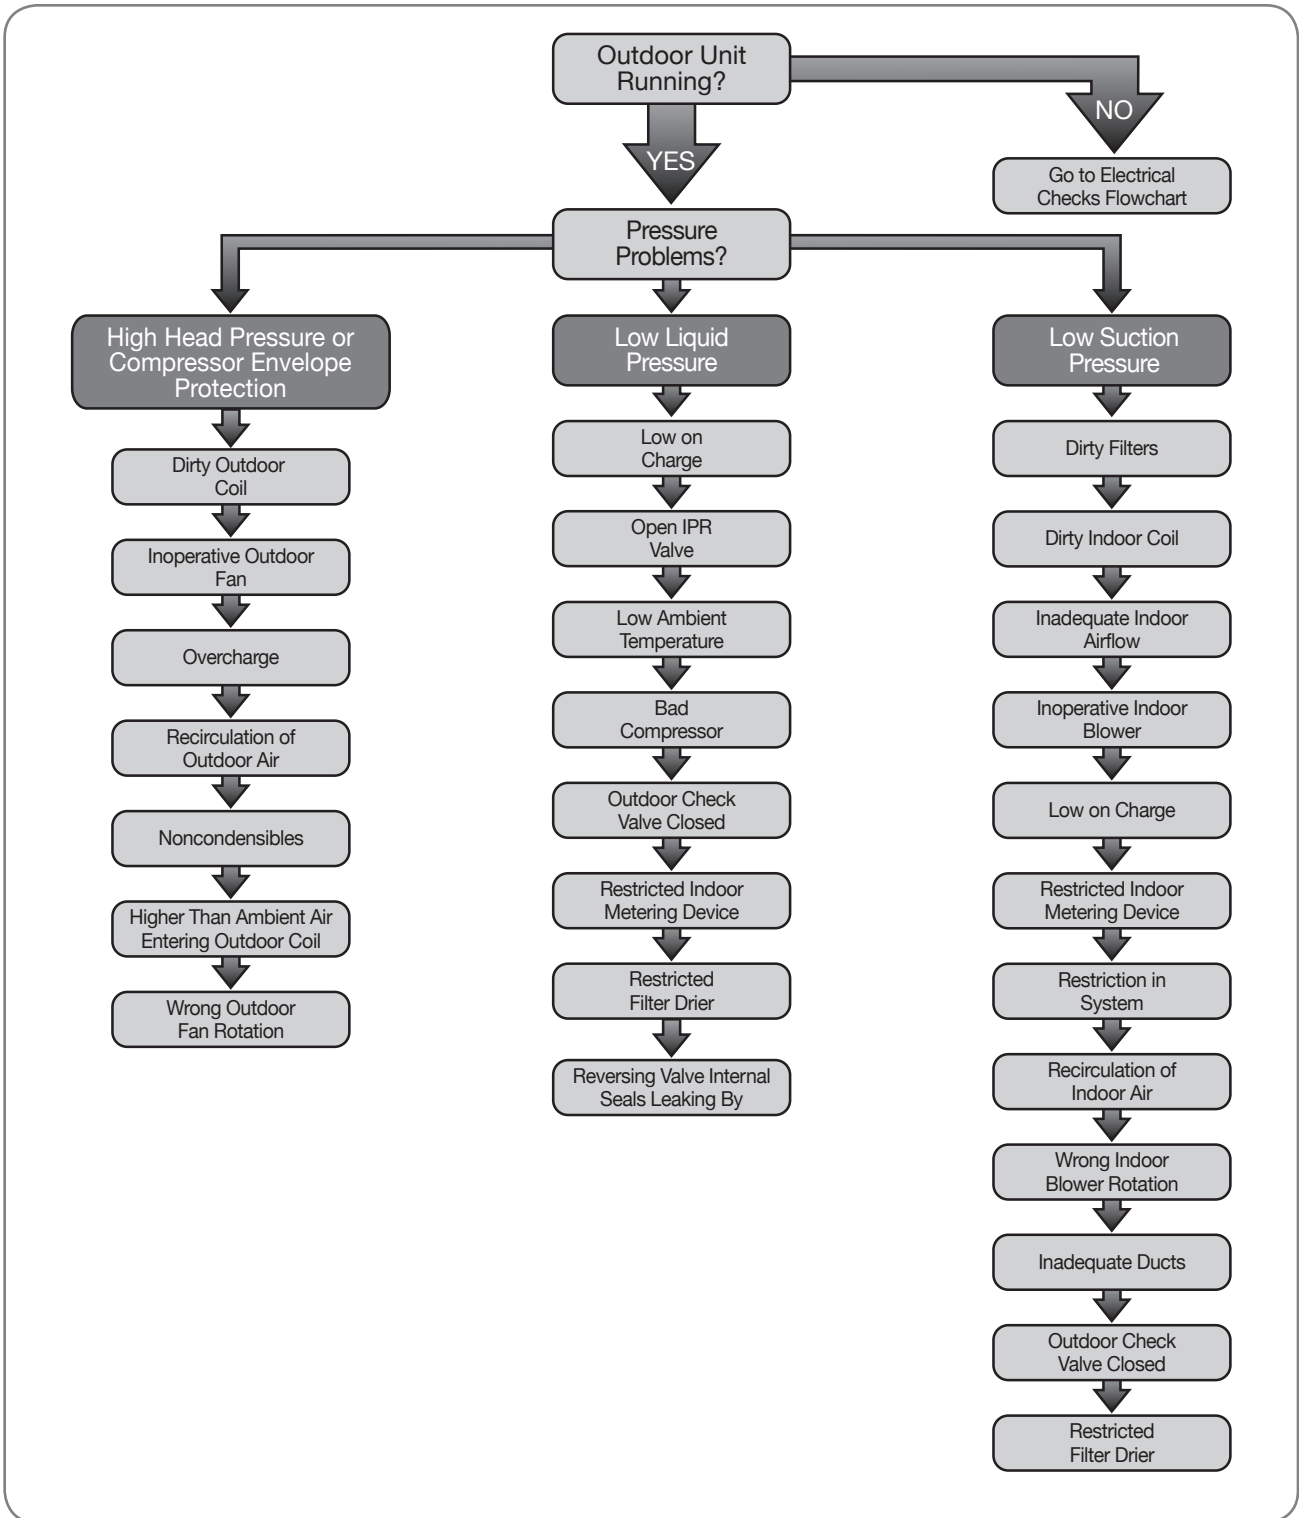 Outdoor Unit
Running?
NO
YES
Go to Electrical
Checks Flowchart
Pressure
Problems?
High Head Pressure or
Compressor Envelope
Protection
Dirty Outdoor
Coil
Inoperative Outdoor
Fan
Overcharge
Recirculation of
Outdoor Air
Noncondensibles
Higher Than Ambient Air
Entering Outdoor Coil
Wrong Outdoor
Fan Rotation
Low Liquid
Pressure
Low on
Charge
Open IPR
Valve
Low Ambient
Temperature
Bad
Compressor
Outdoor Check
Valve Closed
Restricted Indoor
Metering Device
Restricted
Filter Drier
Reversing Valve Internal
Seals Leaking By
Low Suction
Pressure
Dirty Filters
Dirty Indoor Coil
Inadequate Indoor
Airflow
Inoperative Indoor
Blower
Low on Charge
Restricted Indoor
Metering Device
Restriction in
System
Recirculation of
Indoor Air
Wrong Indoor
Blower Rotation
Inadequate Ducts
Outdoor Check
Valve Closed
Restricted
Filter Drier